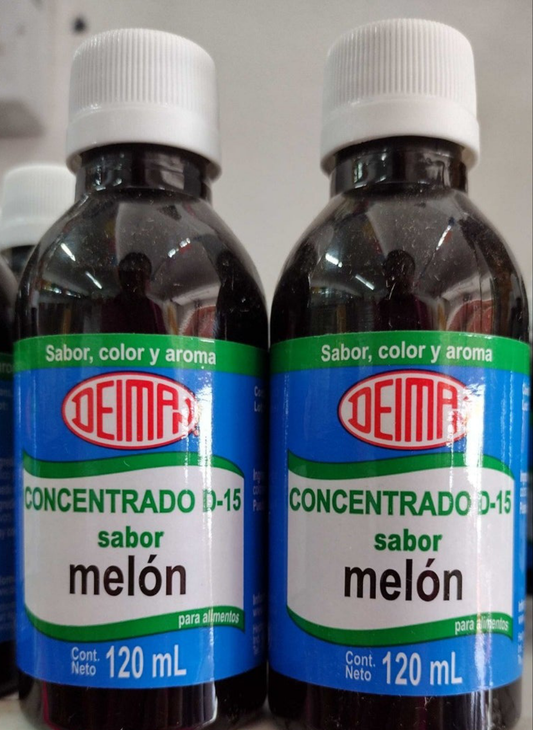 Sabor, color y aroma
DEIMAN
CONCENTRADO D-15
sabor
melón
para alimentos
Cont.
Neto 120 mL
Sabor, color y aroma
DEIMAN
CONCENTRADO D-15
sabor
melón
para alimentos
Cont.
Neto 120 mL